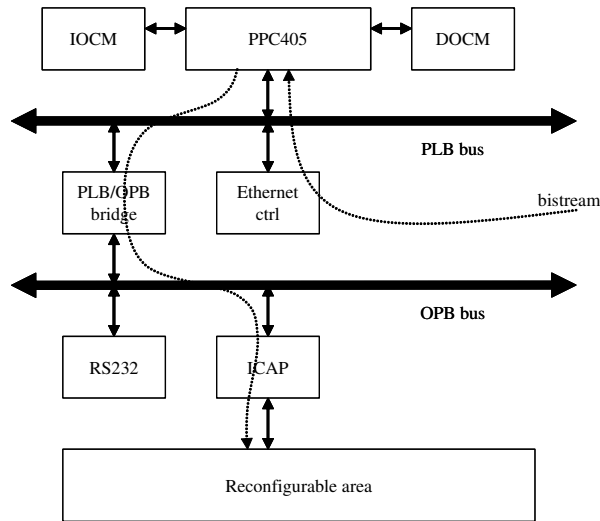 IOCM
PPC405
DOCM
PLB bus
PLB/OPB
bridge
Ethernet
ctrl
bistream
OPB bus
RS232
ICAP
Reconfigurable area